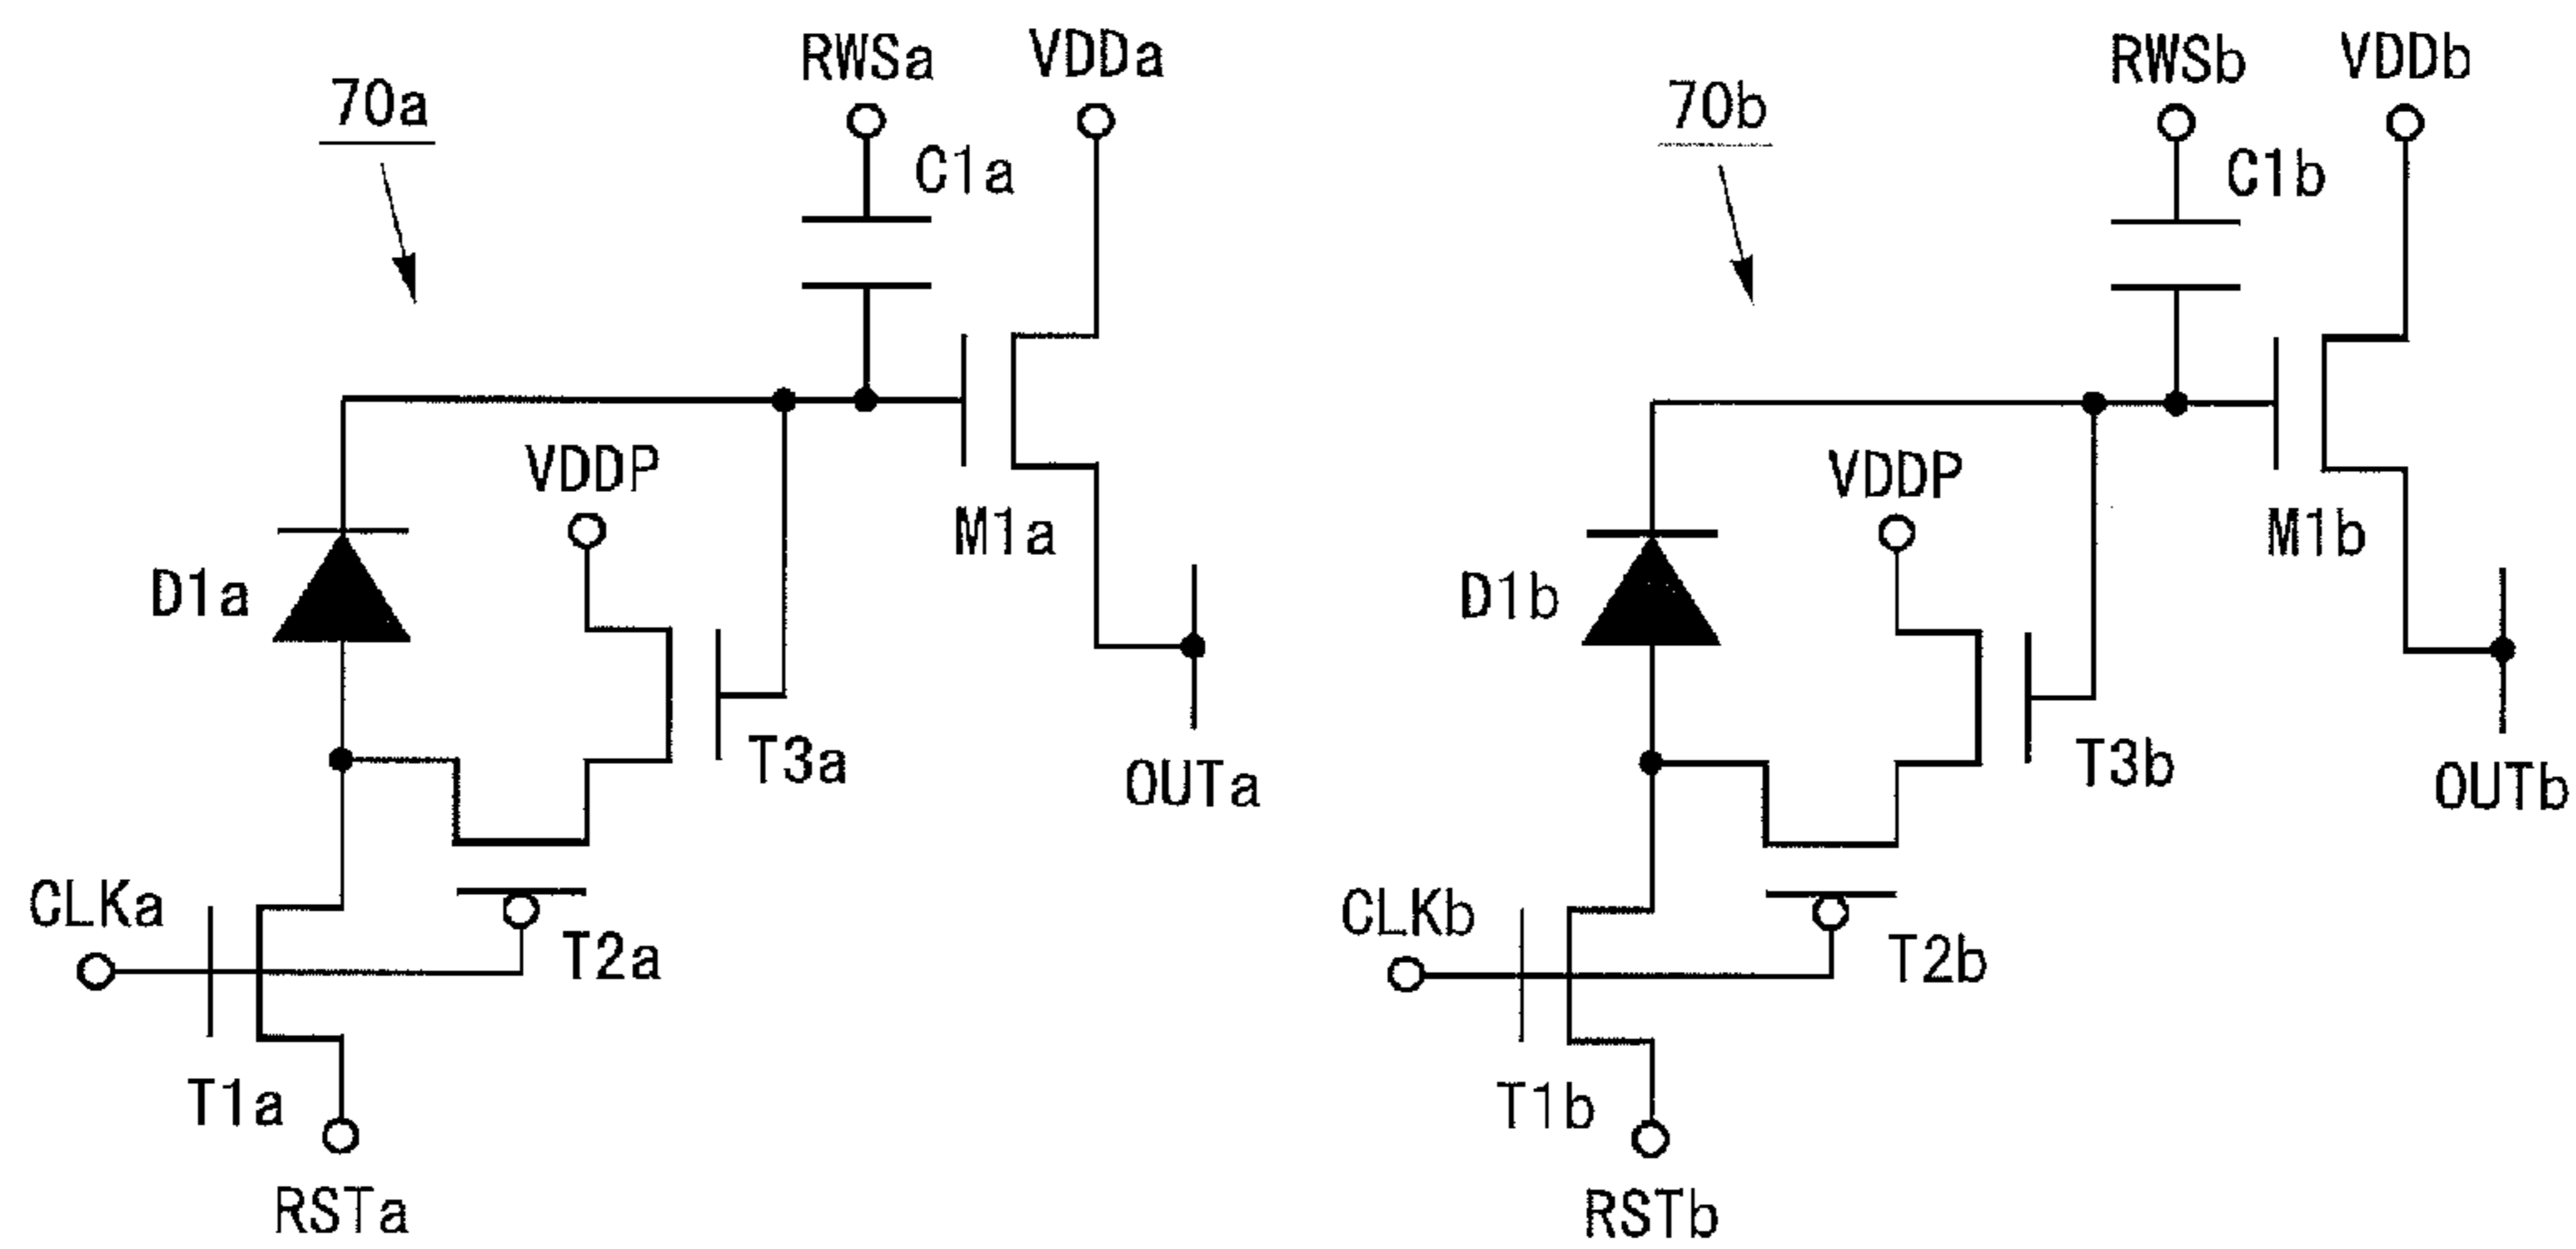 70a
RWSa
VDDa
C1a
VDDP
M1a
D1a
T3a
OUTa
CLKa
T2a
T1a
RSTa
70b
RWSb
VDDb
C1b
VDDP
M1b
D1b
T3b
OUTb
CLKb
T2b
T1b
RSTb